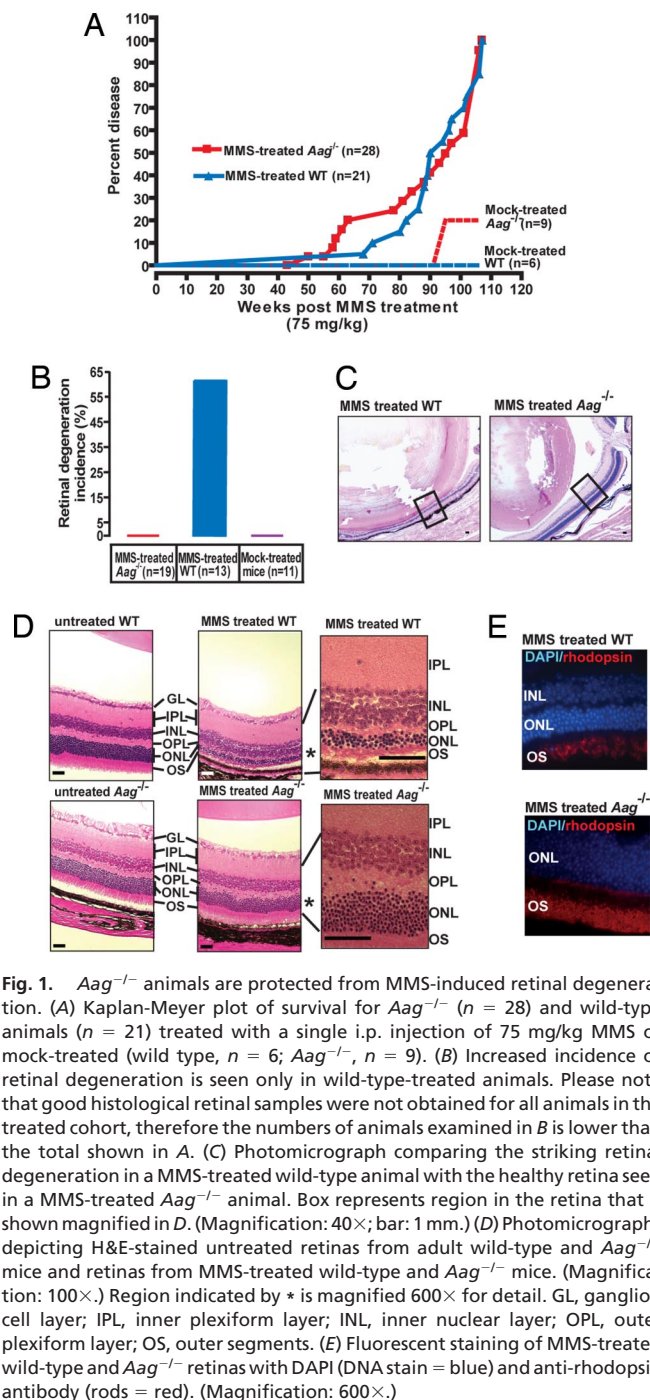 A
110
100
90
80
70
60
50
40
30
20
10
0
Percent disease
MMS-treated Aag-/- (n=28)
MMS-treated WT (n=21)
Mock-treated
Aag-/-(n=9)
Mock-treated
WT (n=6)
0 10 20 30 40 50 60 70 80 90 100 110 120
Weeks post MMS treatment
(75 mg/kg)
B
Retinal degeneration
incidence (%)
65
55
45
35
25
15
5
0
MMS-treated
Aag-/-(n=19)
MMS-treated
WT (n=13)
Mock-treated
mice (n=11)
C
MMS treated WT
MMS treated Aag-/-
D
untreated WT
MMS treated WT
MMS treated WT
GL
IPL
INL
OPL
ONL
OS
*
IPL
INL
OPL
ONL
OS
untreated Aag-/-
MMS treated Aag-/-
MMS treated Aag-/-
GL
IPL
INL
OPL
ONL
OS
*
IPL
INL
OPL
ONL
OS
E
MMS treated WT
DAPI/rhodopsin
INL
ONL
OS
MMS treated Aag-/-
DAPI/rhodopsin
ONL
OS
Fig. 1. Aag−/− animals are protected from MMS-induced retinal degenera
tion. (A) Kaplan-Meyer plot of survival for Aag−/− (n = 28) and wild-typ
animals (n = 21) treated with a single i.p. injection of 75 mg/kg MMS o
mock-treated (wild type, n = 6; Aag−/−, n = 9). (B) Increased incidence o
retinal degeneration is seen only in wild-type-treated animals. Please not
that good histological retinal samples were not obtained for all animals in th
treated cohort, therefore the numbers of animals examined in B is lower tha
the total shown in A. (C) Photomicrograph comparing the striking retina
degeneration in a MMS-treated wild-type animal with the healthy retina see
in a MMS-treated Aag−/− animal. Box represents region in the retina that
shown magnified in D. (Magnification: 40×; bar: 1 mm.) (D) Photomicrograph
depicting H&E-stained untreated retinas from adult wild-type and Aag−/
mice and retinas from MMS-treated wild-type and Aag−/− mice. (Magnifica
tion: 100×.) Region indicated by * is magnified 600× for detail. GL, ganglio
cell layer; IPL, inner plexiform layer; INL, inner nuclear layer; OPL, oute
plexiform layer; OS, outer segments. (E) Fluorescent staining of MMS-treate
wild-type and Aag−/− retinas with DAPI (DNA stain = blue) and anti-rhodopsi
antibody (rods = red). (Magnification: 600×.)